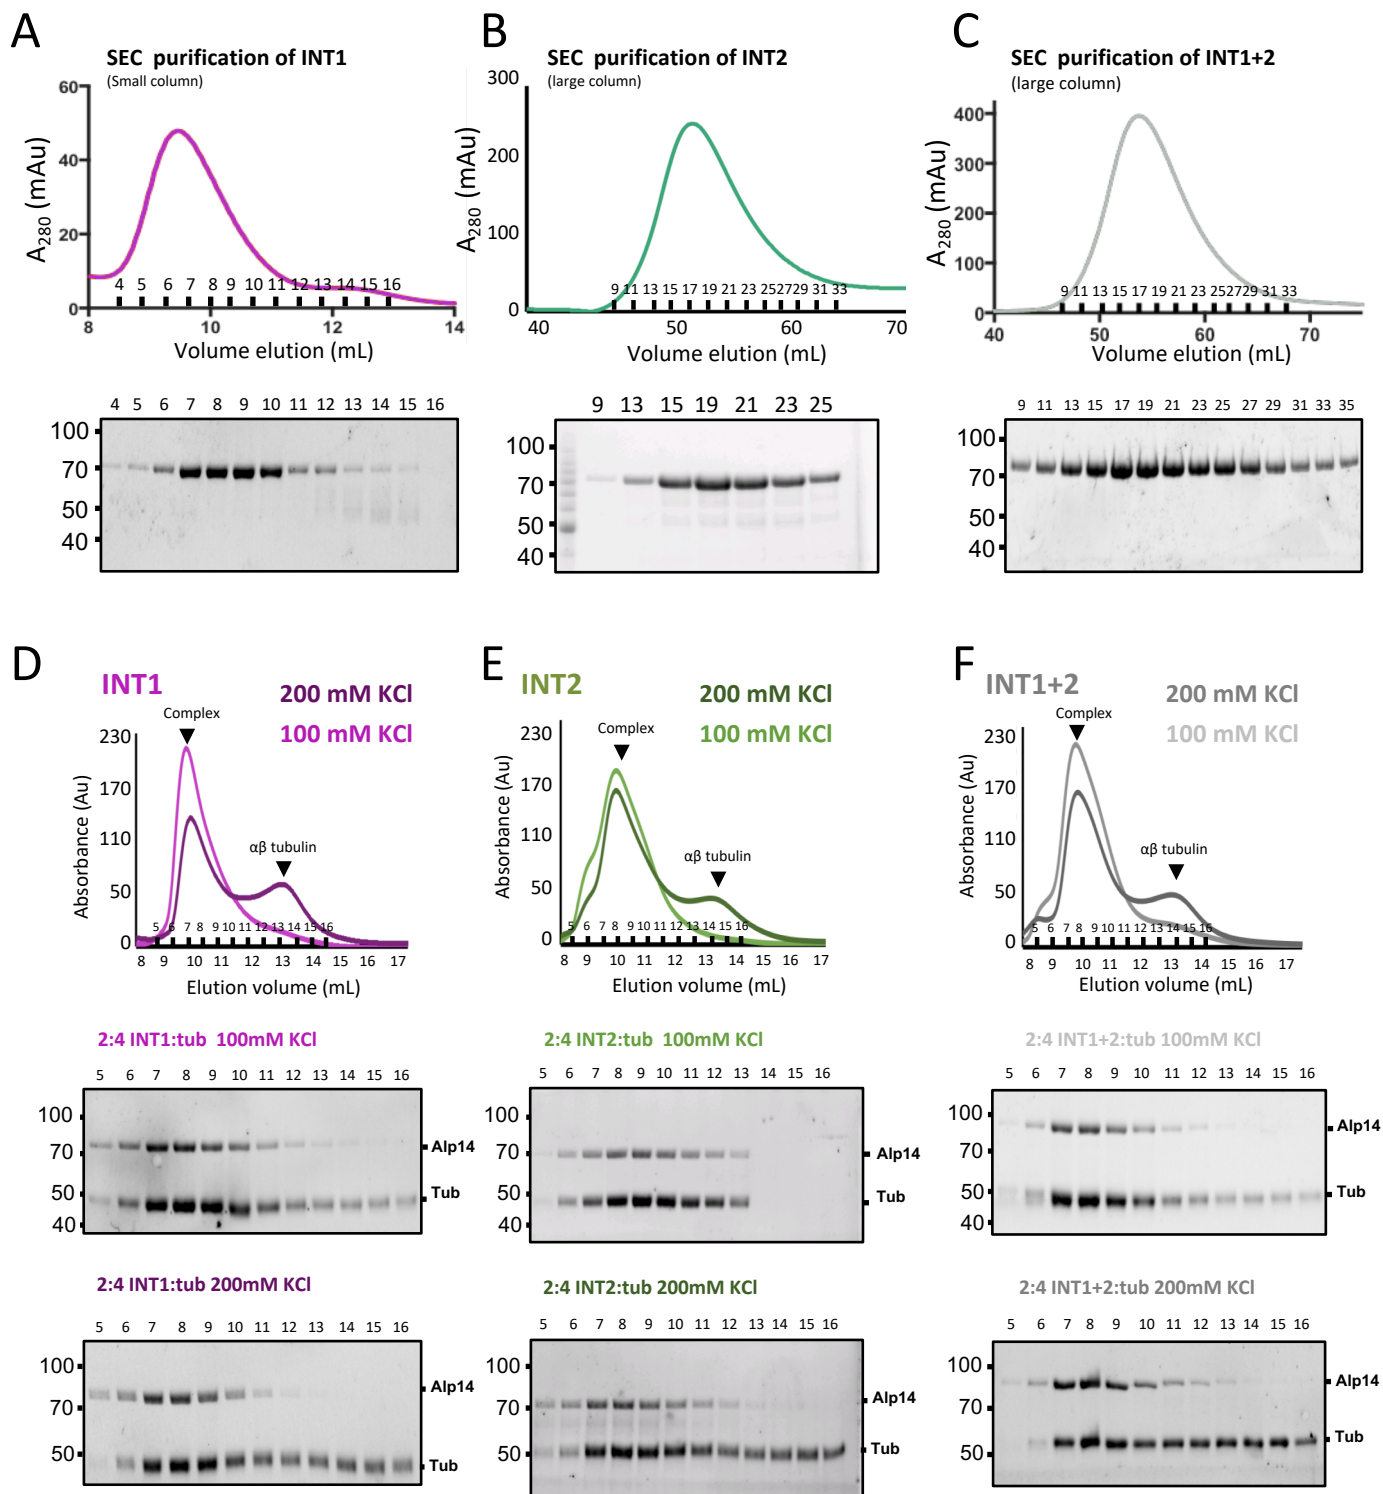 A
SEC purification of INT1
(Small column)
60
40
20
0
A280 (mAu)
4 5 6 7 8 9 10 11 12 13 14 15 16
8 10 12 14
Volume elution (mL)
4 5 6 7 8 9 10 11 12 13 14 15 16
100
70
50
40
B
SEC purification of INT2
(large column)
300
200
100
0
A280 (mAu)
9 11 13 15 17 19 21 23 25 27 29 31 33
40 50 60 70
Volume elution (mL)
9 13 15 19 21 23 25
100
70
50
40
C
SEC purification of INT1+2
(large column)
400
300
200
100
0
A280 (mAu)
9 11 13 15 17 19 21 23 25 27 29 31 33
40 50 60 70
Volume elution (mL)
9 11 13 15 17 19 21 23 25 27 29 31 33 35
100
70
50
40
D
INT1
200 mM KCl
100 mM KCl
Complex
αβ tubulin
230
170
110
50
0
Absorbance (Au)
5 6 7 8 9 10 11 12 13 14 15 16
8 9 10 11 12 13 14 15 16 17
Elution volume (mL)
2:4 INT1:tub 100mM KCl
5 6 7 8 9 10 11 12 13 14 15 16
100
70
50
40
Alp14
Tub
2:4 INT1:tub 200mM KCl
5 6 7 8 9 10 11 12 13 14 15 16
100
70
50
Alp14
Tub
E
INT2
200 mM KCl
100 mM KCl
Complex
αβ tubulin
230
170
110
50
0
Absorbance (Au)
5 6 7 8 9 10 11 12 13 14 15 16
8 9 10 11 12 13 14 15 16 17
Elution volume (mL)
2:4 INT2:tub 100mM KCl
5 6 7 8 9 10 11 12 13 14 15 16
100
70
50
40
Alp14
Tub
2:4 INT2:tub 200mM KCl
5 6 7 8 9 10 11 12 13 14 15 16
100
70
50
Alp14
Tub
F
INT1+2
200 mM KCl
100 mM KCl
Complex
αβ tubulin
230
170
110
50
0
Absorbance (Au)
5 6 7 8 9 10 11 12 13 14 15 16
8 9 10 11 12 13 14 15 16 17
Elution volume (mL)
2:4 INT1+2:tub 100mM KCl
5 6 7 8 9 10 11 12 13 14 15 16
100
70
50
40
Alp14
Tub
2:4 INT1+2:tub 200mM KCl
5 6 7 8 9 10 11 12 13 14 15 16
100
70
50
Alp14
Tub